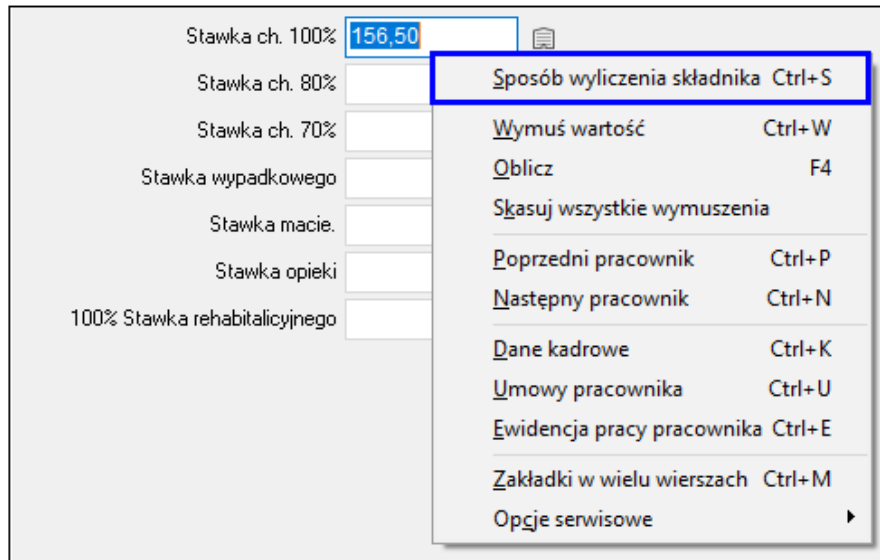 Stawka ch. 100% 156,50
Stawka ch. 80%
Stawka ch. 70%
Stawka wypadkowego
Stawka macie.
Stawka opieki
100% Stawka rehabitalicyjnego
Sposób wyliczenia składnika Ctrl+S
Wymuś wartość Ctrl+W
Oblicz F4
Skasuj wszystkie wymuszenia
Poprzedni pracownik Ctrl+P
Następny pracownik Ctrl+N
Dane kadrowe Ctrl+K
Umowy pracownika Ctrl+U
Ewidencja pracy pracownika Ctrl+E
Zakładki w wielu wierszach Ctrl+M
Opcje serwisowe